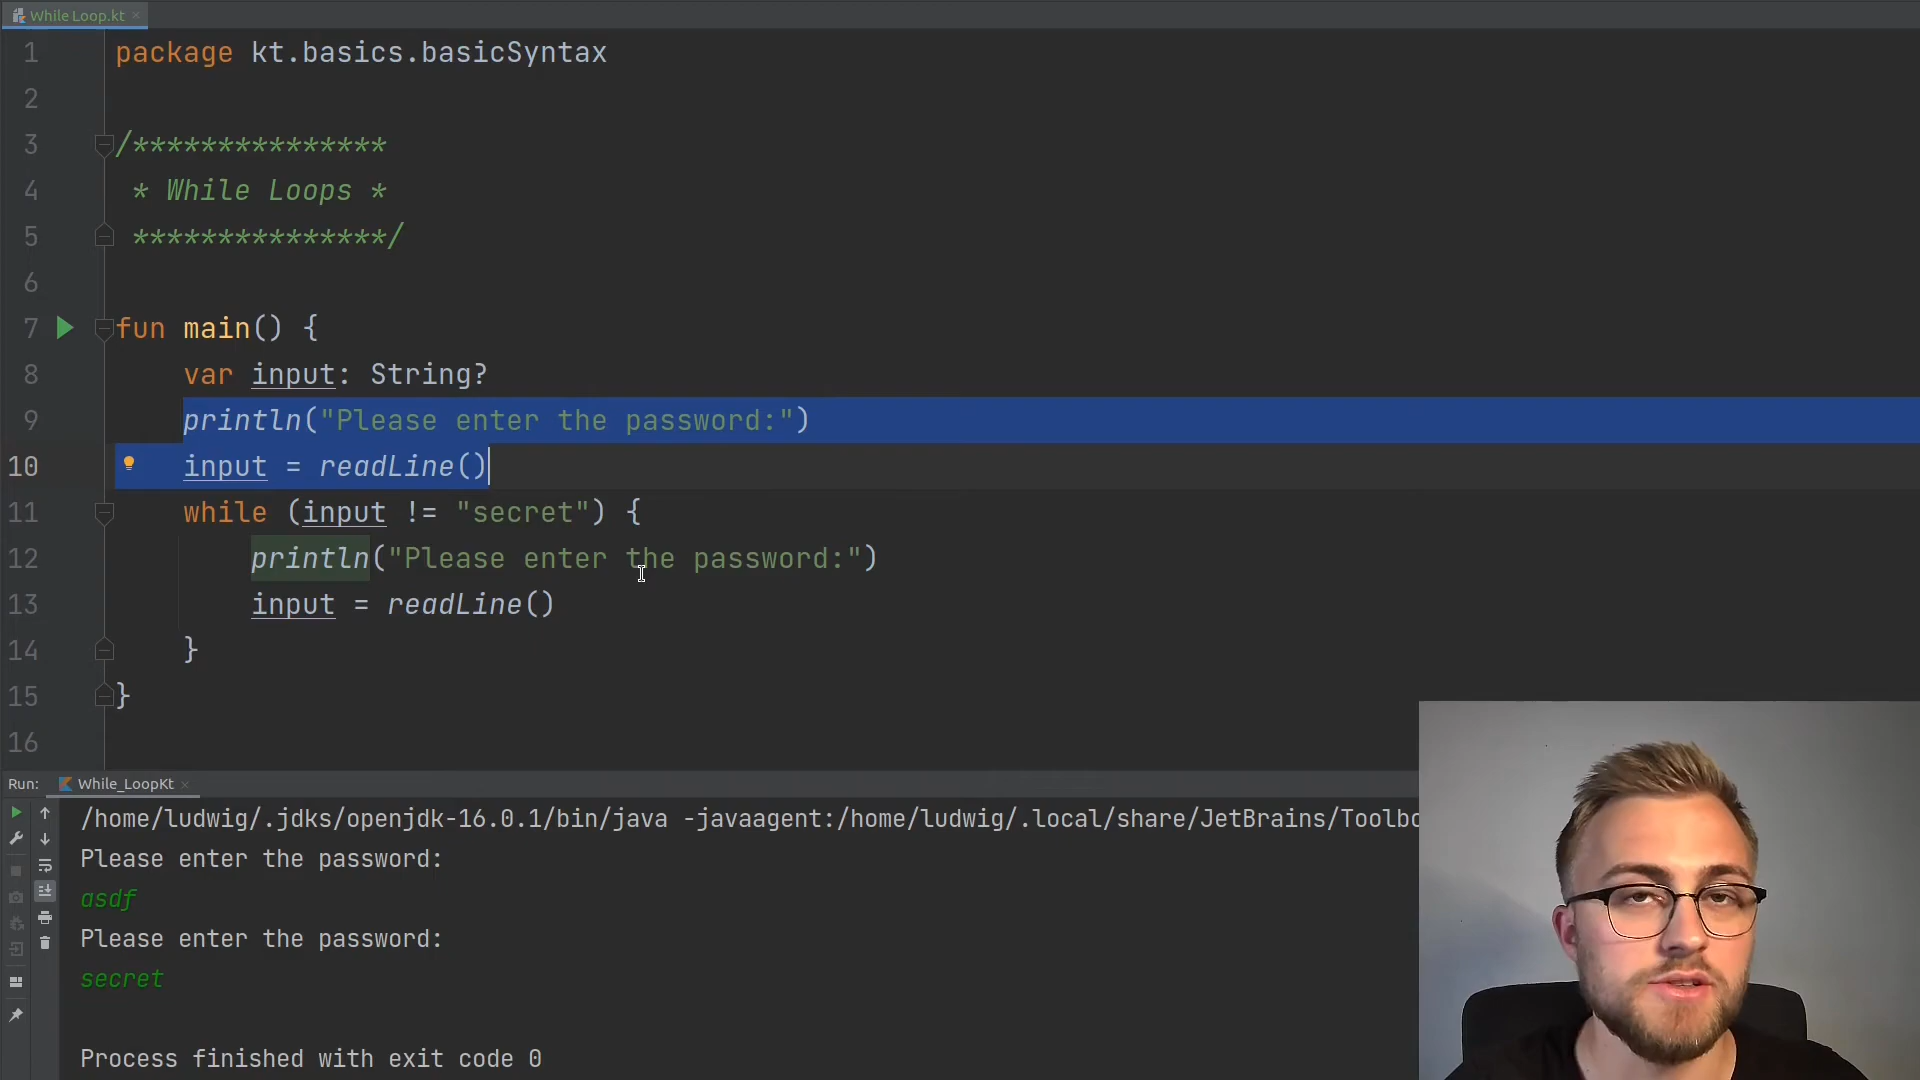 While Loop.kt
1 package kt.basics.basicSyntax
2
3 /***************
4 * While Loops *
5 ***************/
6
7 fun main() {
8 var input: String?
9 println("Please enter the password:")
10 input = readLine()
11 while (input != "secret") {
12 println("Please enter the password:")
13 input = readLine()
14 }
15 }
16
Run: While_LoopKt
/home/ludwig/.jdks/openjdk-16.0.1/bin/java -javaagent:/home/ludwig/.local/share/JetBrains/Toolbo
Please enter the password:
asdf
Please enter the password:
secret
Process finished with exit code 0